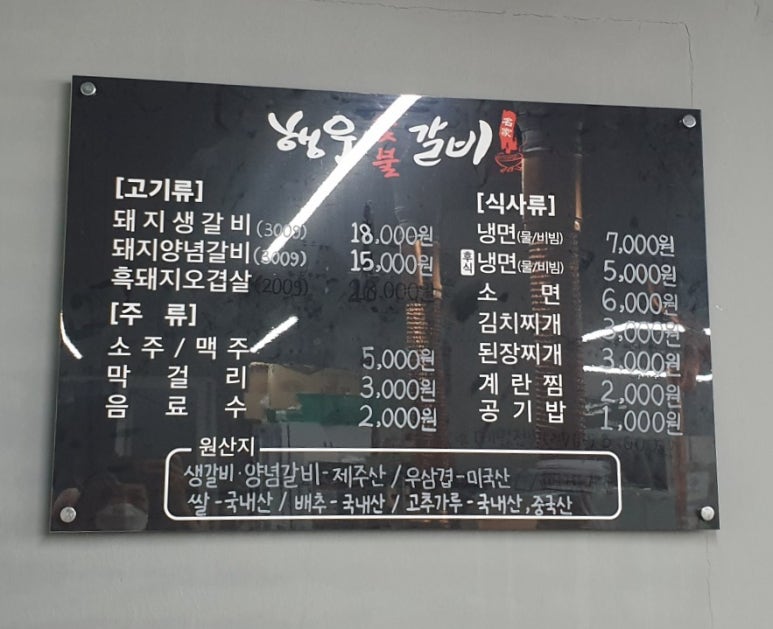 행운 불 갈비
[고기류]
돼지생갈비(300g) 18,000원
돼지양념갈비(300g) 15,000원
흑돼지오겹살(200g)
[주 류]
소주/맥주 5,000원
막걸리 3,000원
음료수 2,000원
[식사류]
냉면(물/비빔) 7,000원
후식 냉면(물/비빔) 5,000원
소면 6,000원
김치찌개 3,000원
된장찌개 3,000원
계란찜 2,000원
공기밥 1,000원
원산지
생갈비·양념갈비-제주산 / 우삼겹-미국산
쌀-국내산 / 배추-국내산 / 고추가루-국내산,중국산